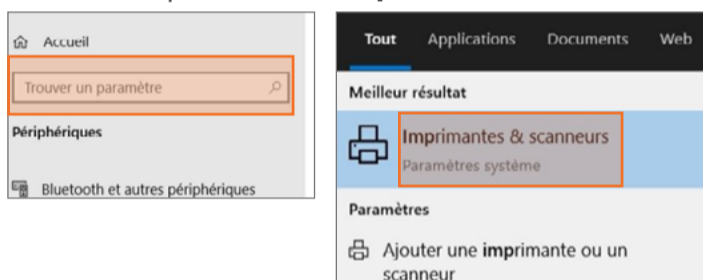 Accueil
Trouver un paramètre
Périphériques
Bluetooth et autres périphériques
Tout Applications Documents Web
Meilleur résultat
Imprimantes & scanneurs
Paramètres système
Paramètres
Ajouter une imprimante ou un
scanneur